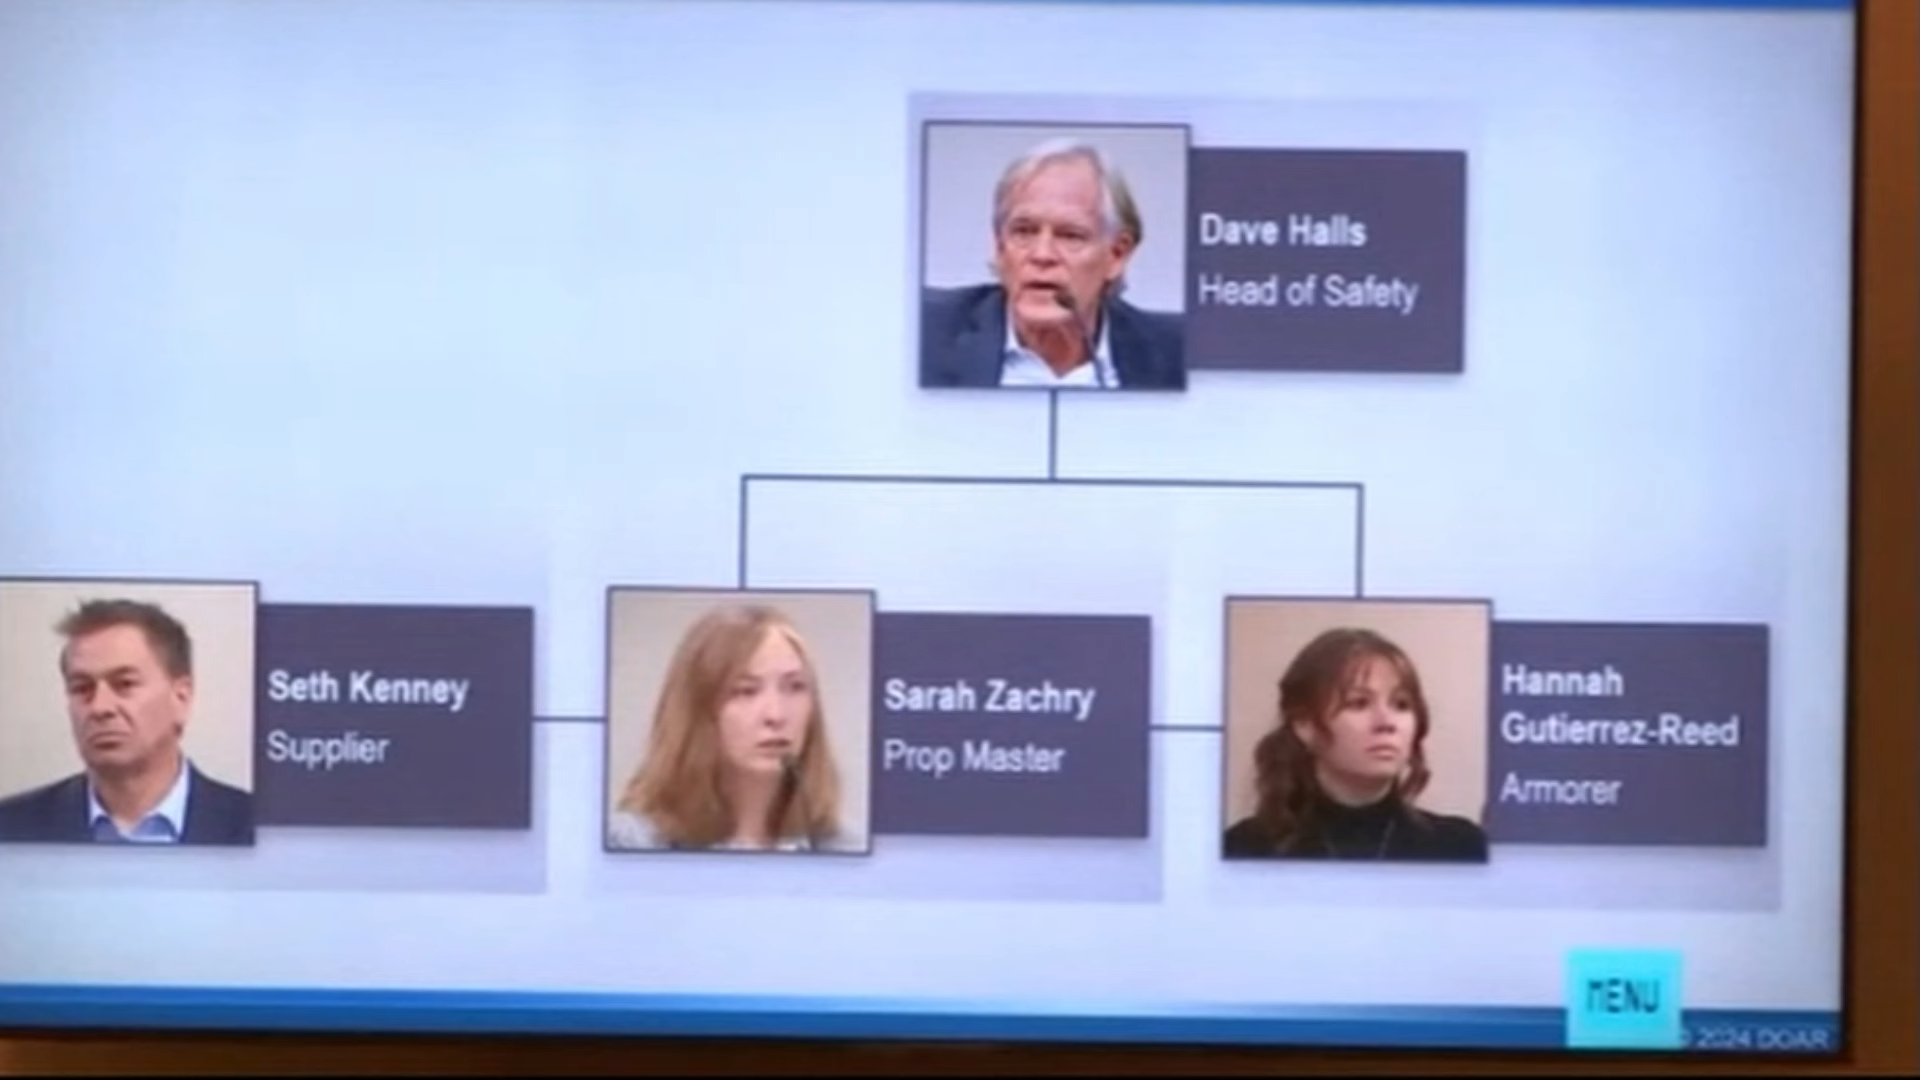 Dave Halls
Head of Safety
Seth Kenney
Supplier
Sarah Zachry
Prop Master
Hannah
Gutierrez-Reed
Armorer
MENU
© 2024 DOAR